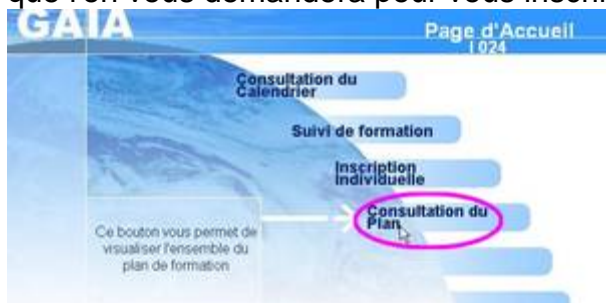 que l'on vous demandera pour vous inscri
GAIA
Page d'Accueil
I 024
Consultation du
Calendrier
Suivi de formation
Inscription
Individuelle
Consultation du
Plan
Ce bouton vous permet de
visualiser l'ensemble du
plan de formation